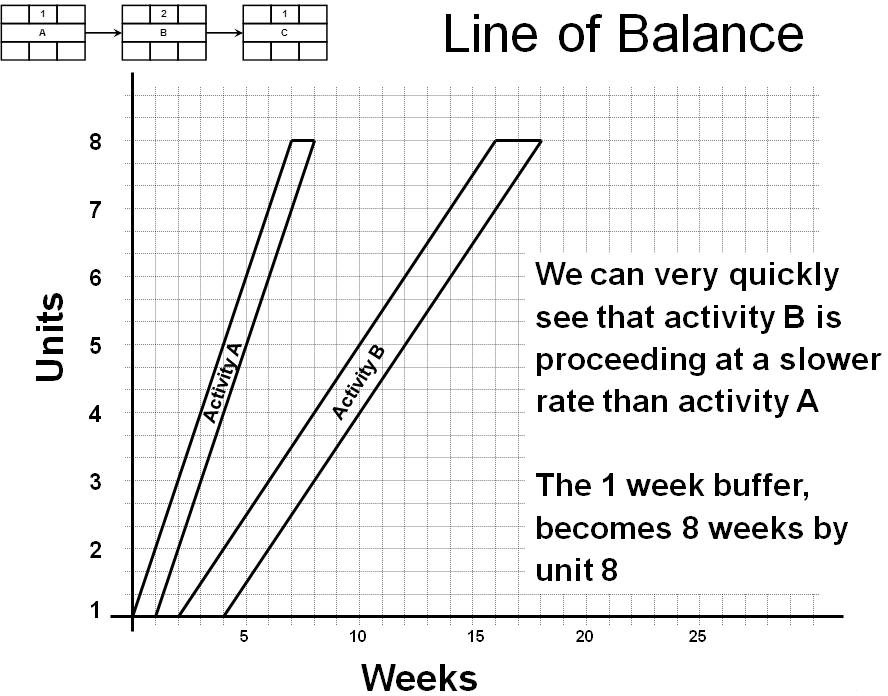 1
2
1
A
B
C
Line of Balance
8
7
6
5
4
3
2
1
Units
Activity A
Activity B
We can very quickly
see that activity B is
proceeding at a slower
rate than activity A
The 1 week buffer,
becomes 8 weeks by
unit 8
5
10
15
20
25
Weeks